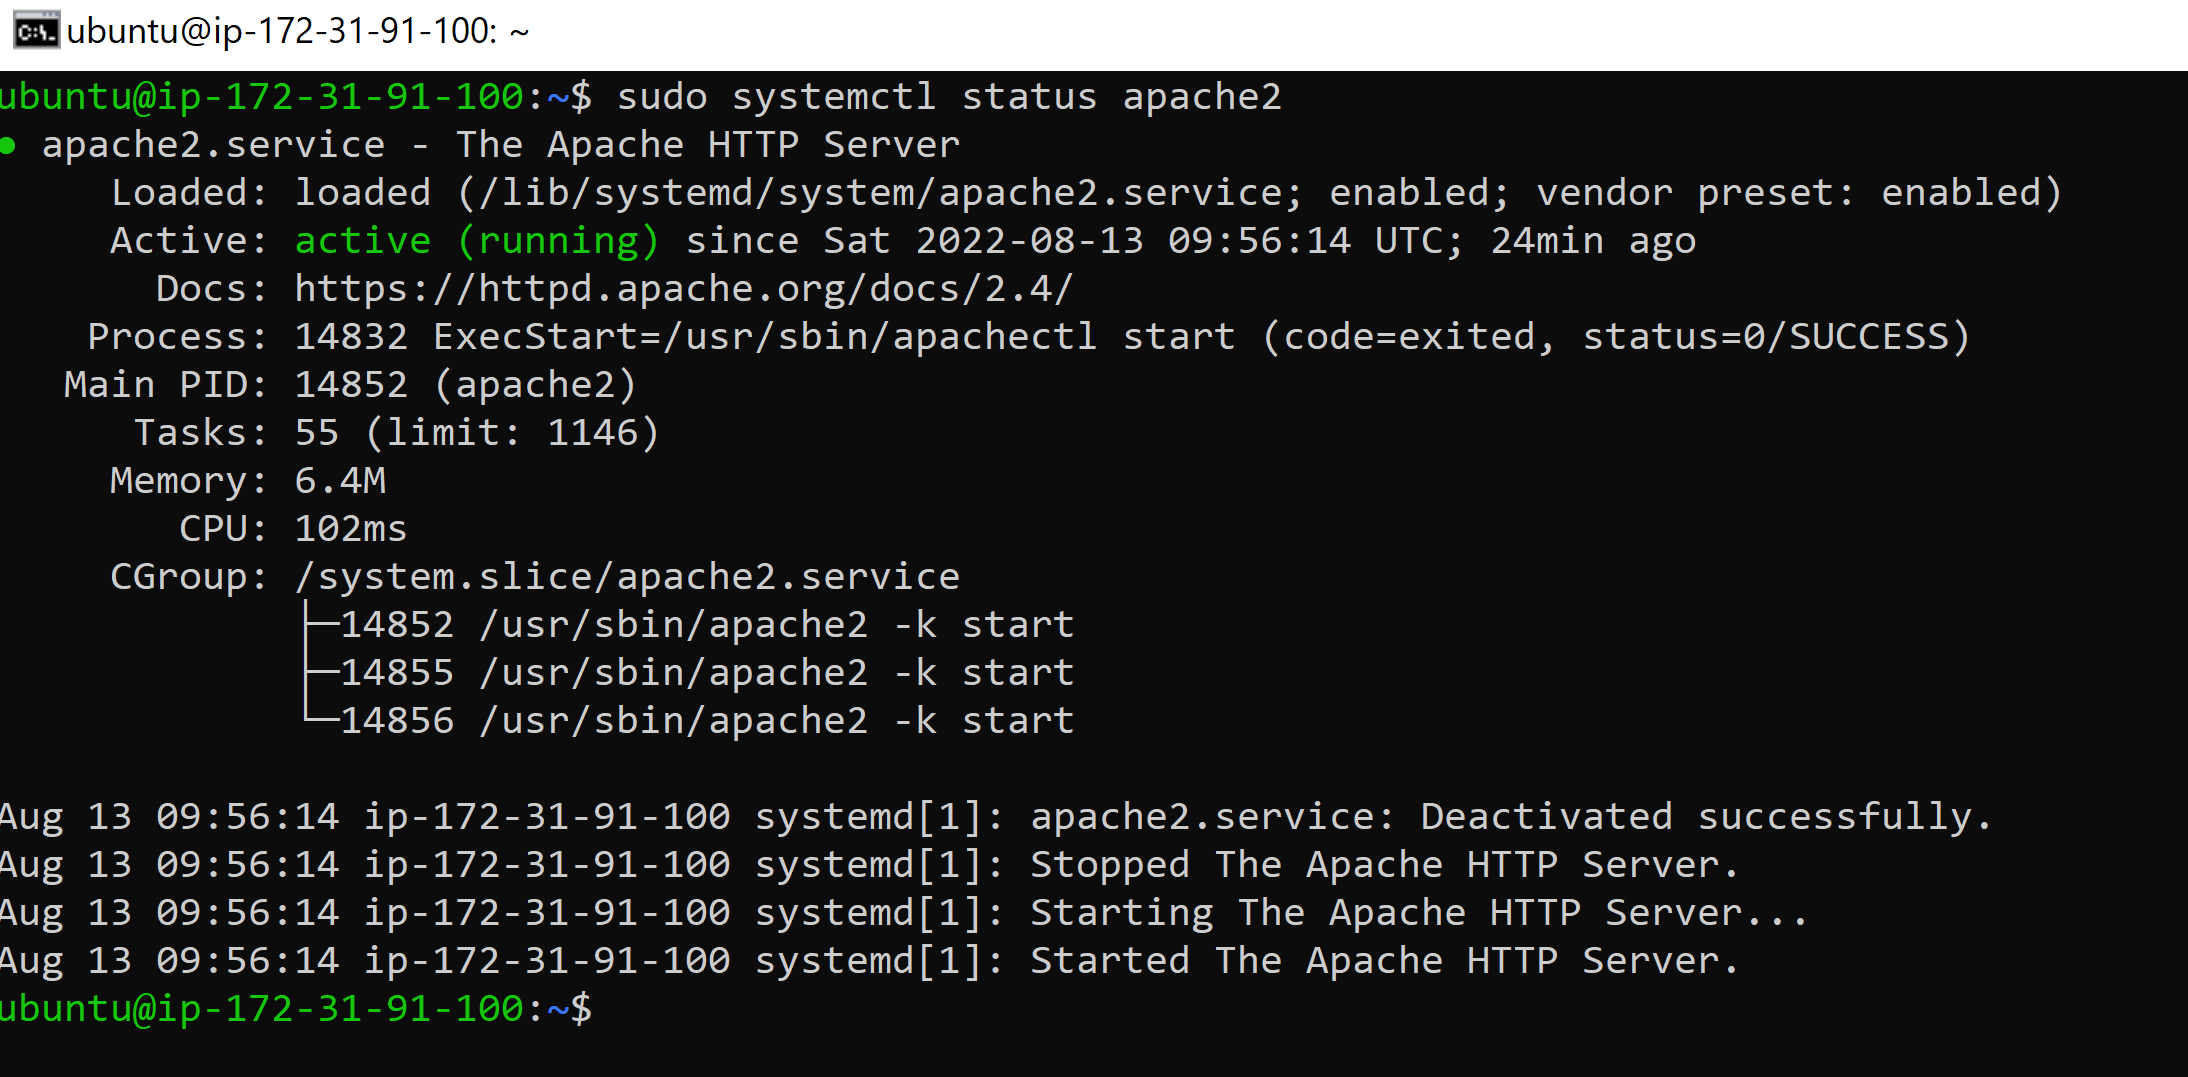 ubuntu@ip-172-31-91-100: ~
ubuntu@ip-172-31-91-100:~$ sudo systemctl status apache2
● apache2.service - The Apache HTTP Server
     Loaded: loaded (/lib/systemd/system/apache2.service; enabled; vendor preset: enabled)
     Active: active (running) since Sat 2022-08-13 09:56:14 UTC; 24min ago
       Docs: https://httpd.apache.org/docs/2.4/
    Process: 14832 ExecStart=/usr/sbin/apachectl start (code=exited, status=0/SUCCESS)
   Main PID: 14852 (apache2)
      Tasks: 55 (limit: 1146)
     Memory: 6.4M
        CPU: 102ms
     CGroup: /system.slice/apache2.service
             ├─14852 /usr/sbin/apache2 -k start
             ├─14855 /usr/sbin/apache2 -k start
             └─14856 /usr/sbin/apache2 -k start
Aug 13 09:56:14 ip-172-31-91-100 systemd[1]: apache2.service: Deactivated successfully.
Aug 13 09:56:14 ip-172-31-91-100 systemd[1]: Stopped The Apache HTTP Server.
Aug 13 09:56:14 ip-172-31-91-100 systemd[1]: Starting The Apache HTTP Server...
Aug 13 09:56:14 ip-172-31-91-100 systemd[1]: Started The Apache HTTP Server.
ubuntu@ip-172-31-91-100:~$